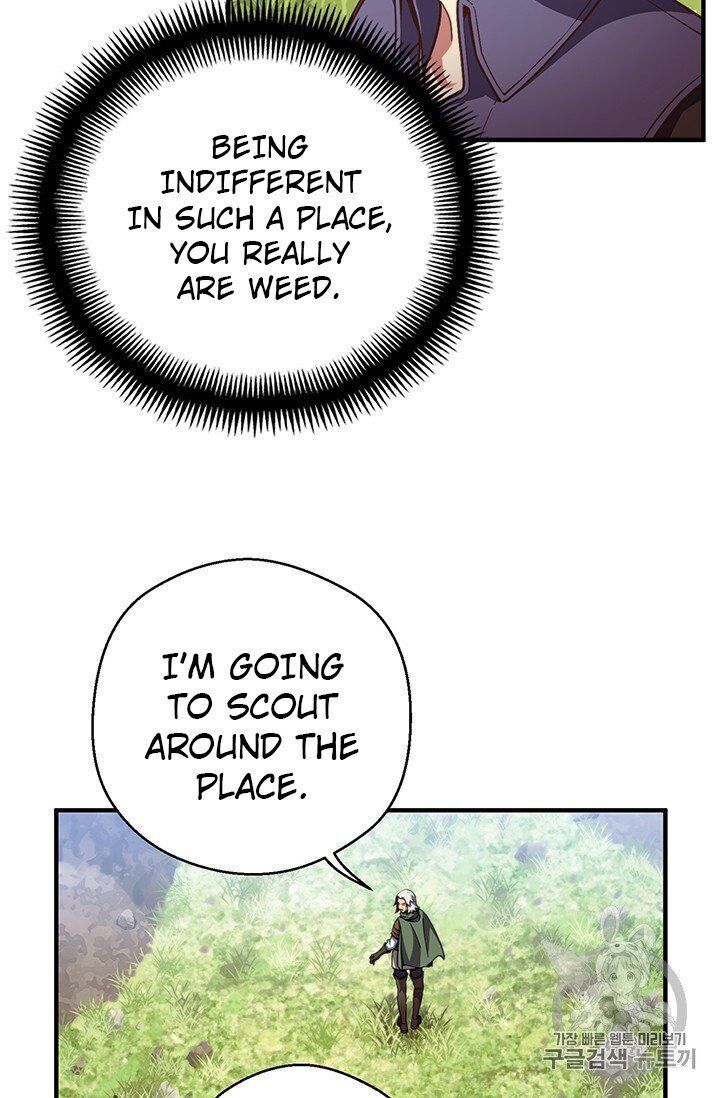 BEING
INDIFFERENT
IN SUCH A PLACE,
YOU REALLY
ARE WEED.
I'M GOING
TO SCOUT
AROUND THE
PLACE.
가장 빠른 웹툰 미리보기
구글검색 뉴토끼